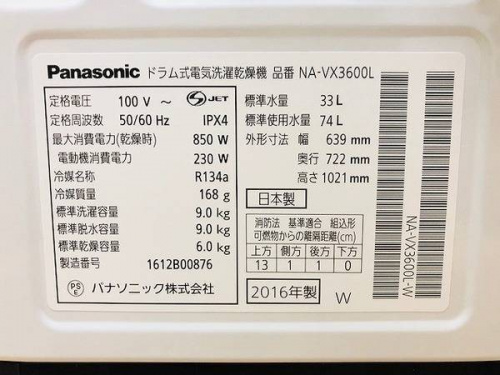 Panasonic ドラム式電気洗濯乾燥機 品番 NA-VX3600L
定格電圧 100 V ～ S JET
定格周波数 50/60 Hz IPX4
最大消費電力(乾燥時) 850 W
電動機消費電力 230 W
冷媒名称 R134a
冷媒質量 168 g
標準洗濯容量 9.0 kg
標準脱水容量 9.0 kg
標準乾燥容量 6.0 kg
製造番号 1612B00876
PS E パナソニック株式会社
標準水量 33 L
標準使用水量 74 L
外形寸法 幅 639 mm
奥行 722 mm
高さ 1021 mm
日本製
消防法 基準適合 組込形
可燃物からの離隔距離(cm)
上方 側方 後方 下方
13 1 1 0
2016年製 W
NA-VX3600L-W